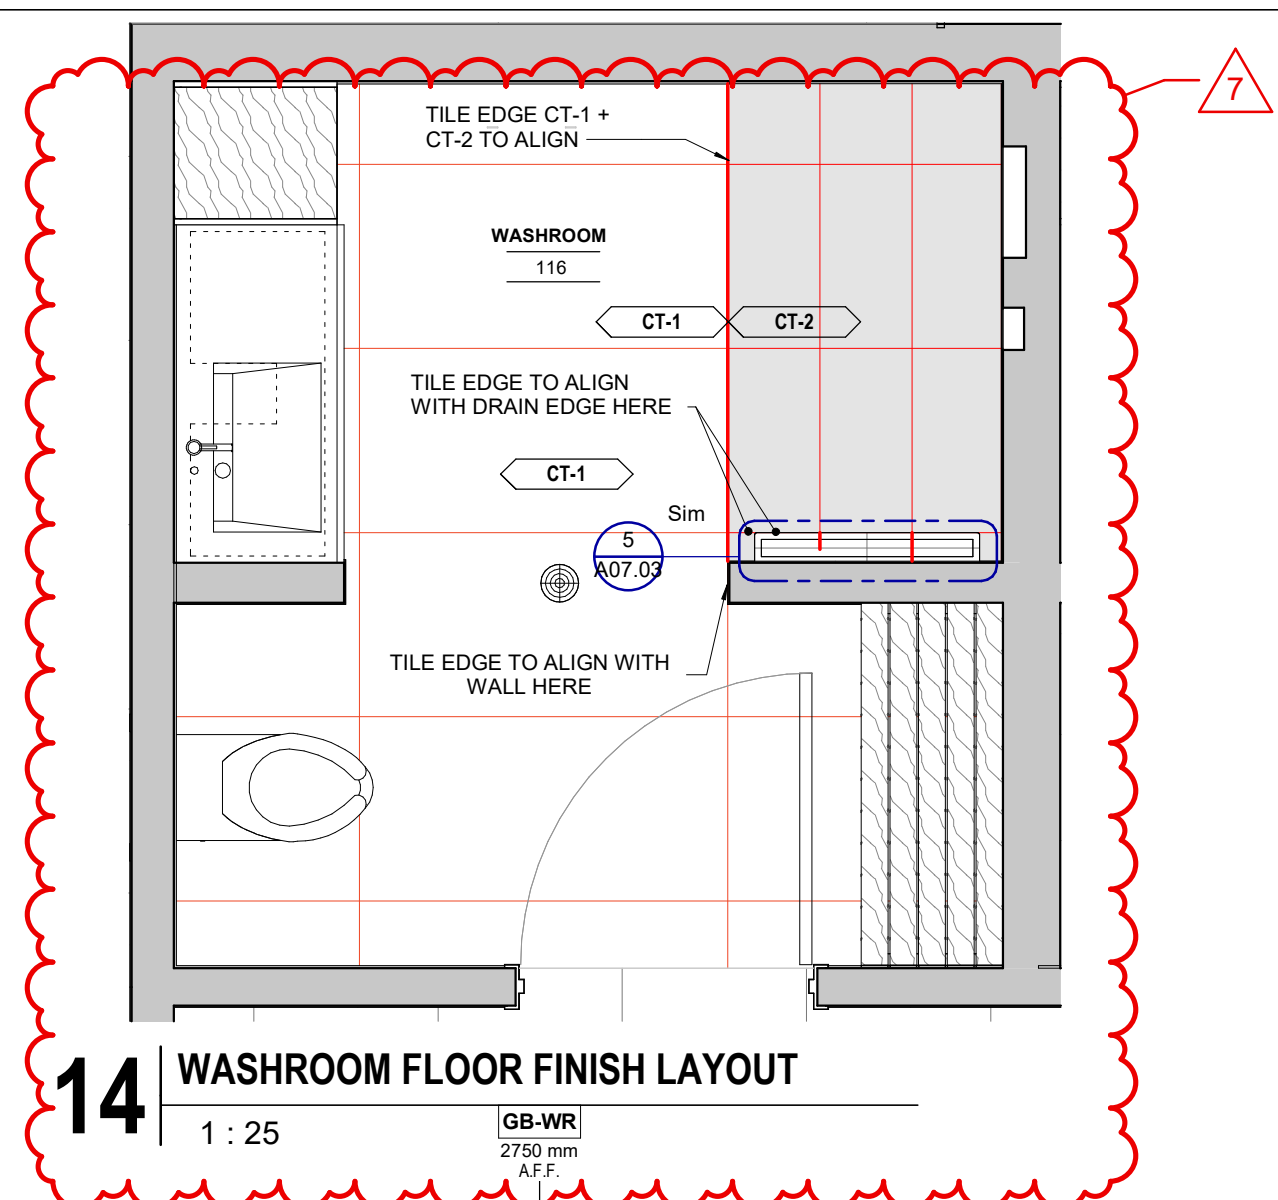 7
TILE EDGE CT-1 +
CT-2 TO ALIGN
WASHROOM
116
CT-1
CT-2
TILE EDGE TO ALIGN
WITH DRAIN EDGE HERE
CT-1
Sim
5
A07.03
TILE EDGE TO ALIGN WITH
WALL HERE
14
WASHROOM FLOOR FINISH LAYOUT
1 : 25
GB-WR
2750 mm
A.F.F.